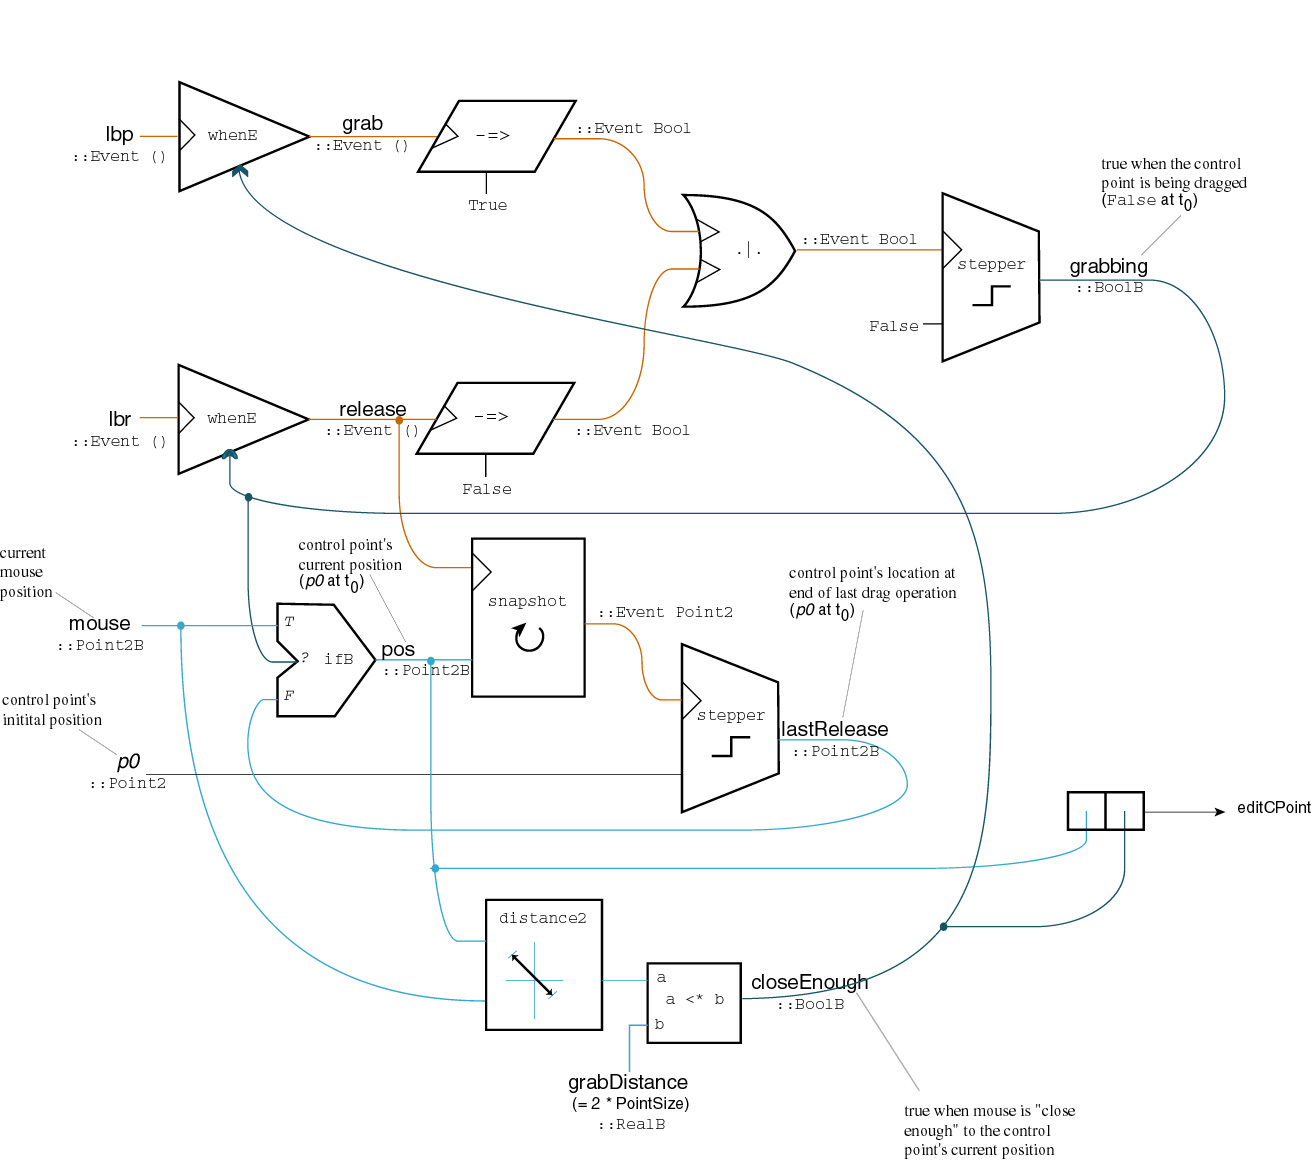 lbp
::Event ()
whenE
grab
::Event ()
-=>
True
::Event Bool
.|.
::Event Bool
stepper
False
true when the control
point is being dragged
(False at t0)
grabbing
::BoolB
lbr
::Event ()
whenE
release
::Event ()
-=>
False
::Event Bool
current
mouse
position
mouse
::Point2B
control point's
current position
(p0 at t0)
T
?
ifB
F
pos
::Point2B
snapshot
::Event Point2
control point's location at
end of last drag operation
(p0 at t0)
stepper
lastRelease
::Point2B
control point's
initital position
p0
::Point2
editCPoint
distance2
a
a <* b
b
closeEnough
::BoolB
grabDistance
(= 2 * PointSize)
::RealB
true when mouse is "close
enough" to the control
point's current position